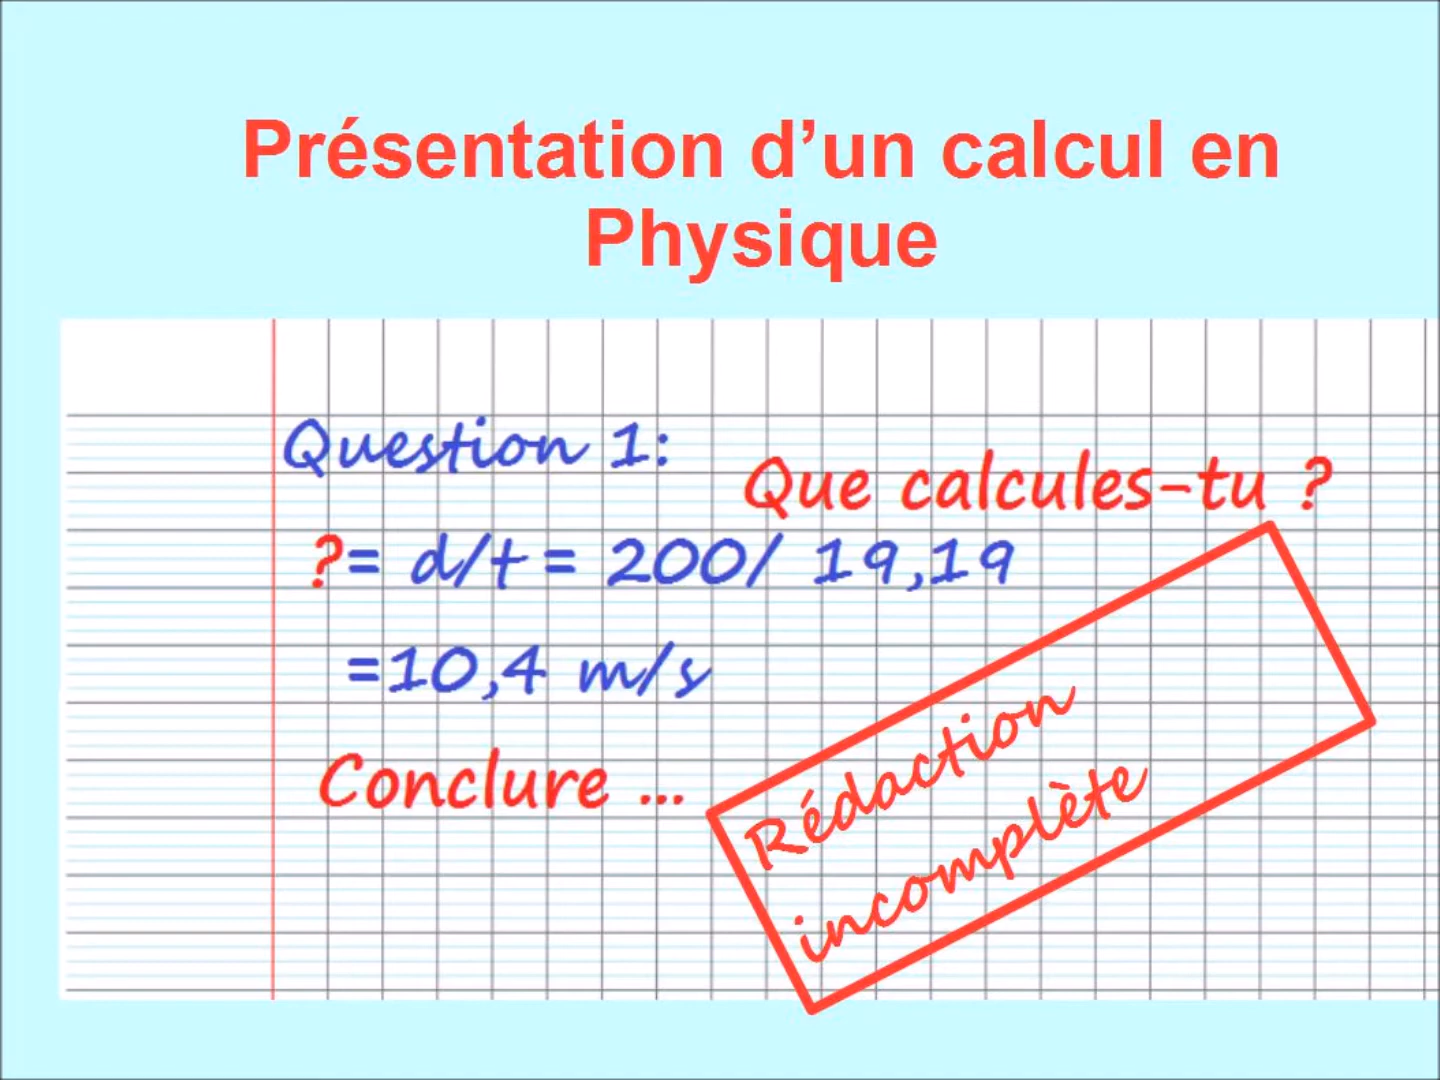 Présentation d’un calcul en
Physique
Question 1:
Que calcules-tu ?
?= d/t = 200/ 19,19
=10,4 m/s
Conclure ...
Rédaction
incomplète